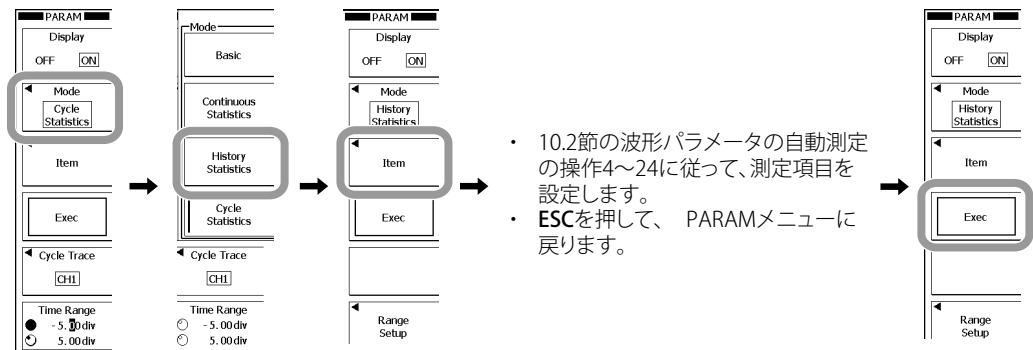 PARAM
Display
OFF ON
Mode
Cycle
Statistics
Item
Exec
Cycle Trace
CH1
Time Range
- 5.00div
5.00div
Mode
Basic
Continuous
Statistics
History
Statistics
Cycle
Statistics
Cycle Trace
CH1
Time Range
- 5.00div
5.00div
PARAM
Display
OFF ON
Mode
History
Statistics
Item
Exec
Range
Setup
・ 10.2節の波形パラメータの自動測定
の操作4〜24に従って、測定項目を
設定します。
・ ESCを押して、 PARAMメニューに
戻ります。
PARAM
Display
OFF ON
Mode
History
Statistics
Item
Exec
Range
Setup